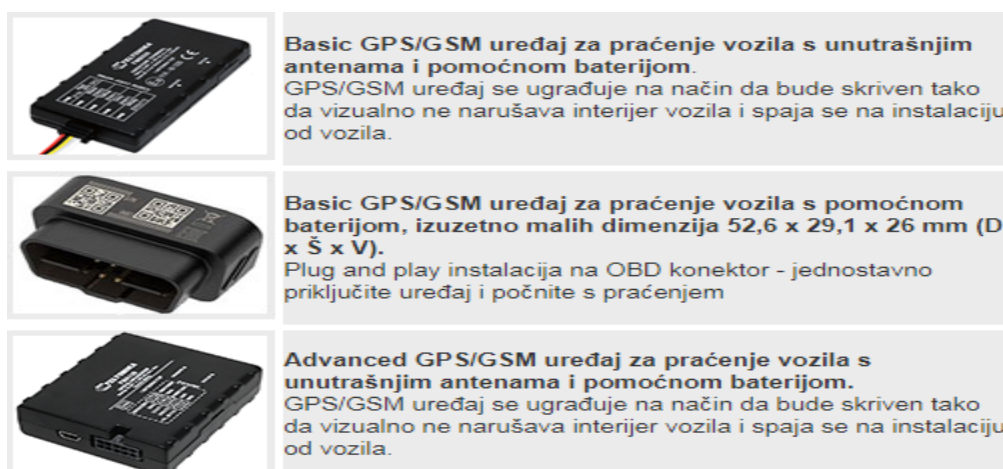 Basic GPS/GSM uređaj za praćenje vozila s unutrašnjim
antenama i pomoćnom baterijom.
GPS/GSM uređaj se ugrađuje na način da bude skriven tako
da vizualno ne narušava interijer vozila i spaja se na instalaciju
od vozila.
Basic GPS/GSM uređaj za praćenje vozila s pomoćnom
baterijom, izuzetno malih dimenzija 52,6 x 29,1 x 26 mm (D
x Š x V).
Plug and play instalacija na OBD konektor - jednostavno
priključite uređaj i počnite s praćenjem
Advanced GPS/GSM uređaj za praćenje vozila s
unutrašnjim antenama i pomoćnom baterijom.
GPS/GSM uređaj se ugrađuje na način da bude skriven tako
da vizualno ne narušava interijer vozila i spaja se na instalaciju
od vozila.